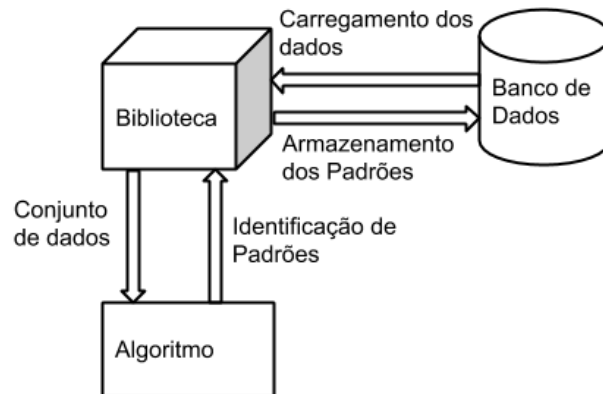 Carregamento dos
dados
Biblioteca
Banco de
Dados
Armazenamento
dos Padrões
Conjunto
de dados
Identificação de
Padrões
Algoritmo